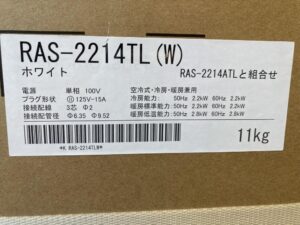 RAS-2214TL(W)
ホワイト
RAS-2214ATLと組合せ
電源 単相 100V
プラグ形状 125V-15A
接続配線 3芯 Φ2
接続配管径 Φ6.35 Φ9.52
空冷式・冷房・暖房兼用
冷房能力: 50Hz 2.2kW 60Hz 2.2kW
暖房標準能力: 50Hz 2.2kW 60Hz 2.2kW
暖房低温能力: 50Hz 2.8kW 60Hz 2.8kW
11kg
*K RAS-2214TLW*